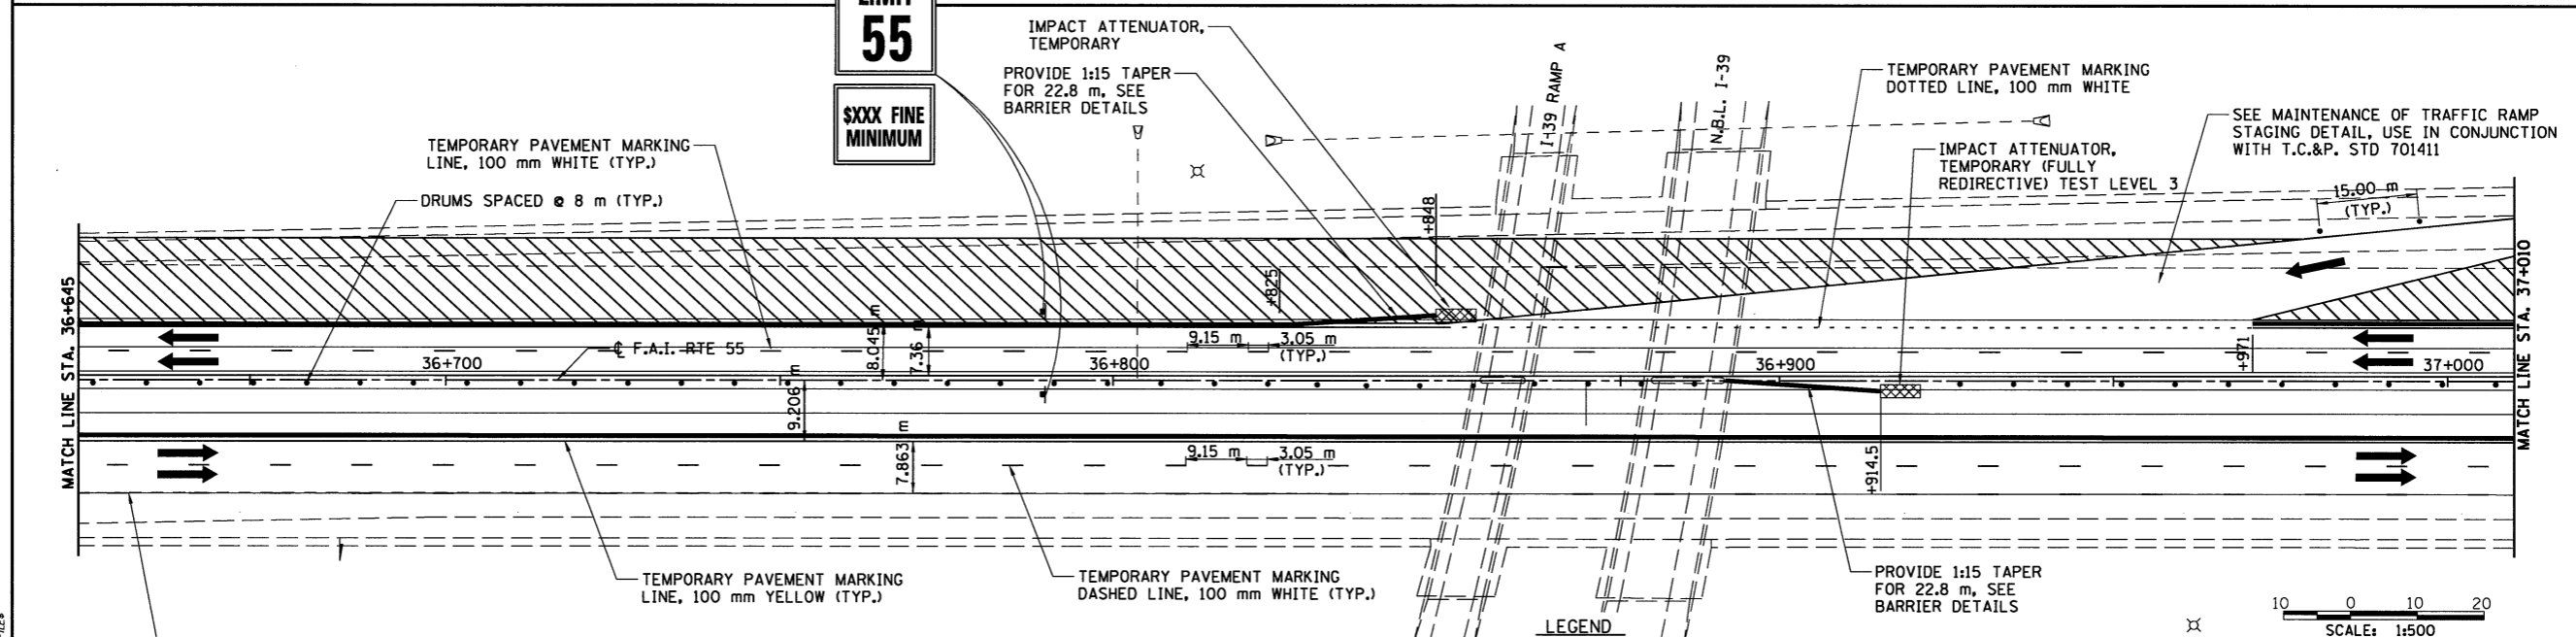 LIMIT
55
$XXX FINE
MINIMUM
IMPACT ATTENUATOR,
TEMPORARY
PROVIDE 1:15 TAPER
FOR 22.8 m, SEE
BARRIER DETAILS
I-39 RAMP A
N.B.L. I-39
TEMPORARY PAVEMENT MARKING
DOTTED LINE, 100 mm WHITE
SEE MAINTENANCE OF TRAFFIC RAMP
STAGING DETAIL, USE IN CONJUNCTION
WITH T.C.&P. STD 701411
TEMPORARY PAVEMENT MARKING
LINE, 100 mm WHITE (TYP.)
IMPACT ATTENUATOR,
TEMPORARY (FULLY
REDIRECTIVE) TEST LEVEL 3
DRUMS SPACED @ 8 m (TYP.)
15.00 m
(TYP.)
+848
+825
MATCH LINE STA. 36+645
MATCH LINE STA. 37+010
8.045 m
7.36 m
9.15 m
3.05 m
(TYP.)
℄ F.A.I. RTE 55
36+700
36+800
36+900
37+000
+971
9.206 m
7.863 m
9.15 m
3.05 m
(TYP.)
+914.5
TEMPORARY PAVEMENT MARKING
LINE, 100 mm YELLOW (TYP.)
TEMPORARY PAVEMENT MARKING
DASHED LINE, 100 mm WHITE (TYP.)
PROVIDE 1:15 TAPER
FOR 22.8 m, SEE
BARRIER DETAILS
LEGEND
10 0 10 20
SCALE: 1:500